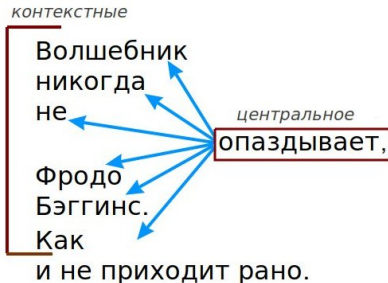 контекстные
Волшебник
никогда
не
центральное
опаздывает,
Фродо
Бэггинс.
Как
и не приходит рано.